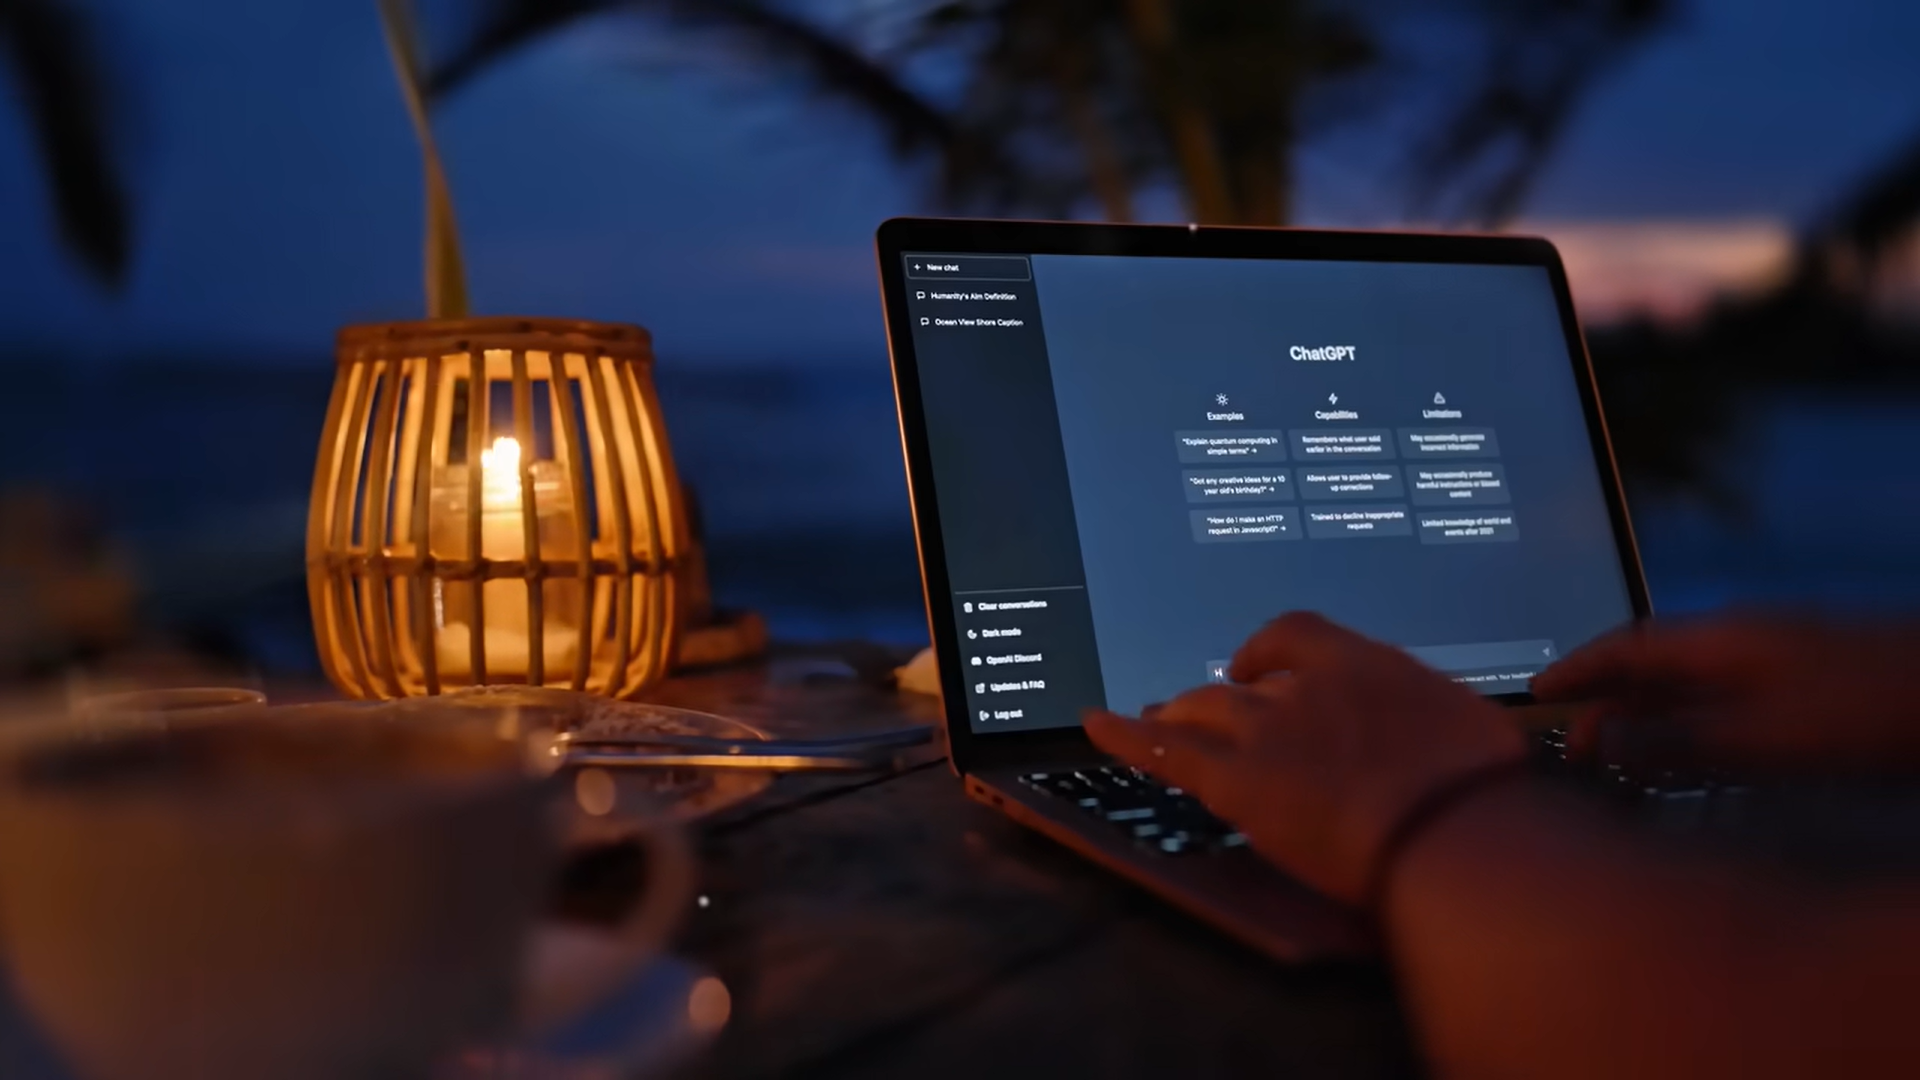 New chat
Humanity's Aim Definition
Ocean View Shore Caption
ChatGPT
Examples
"Explain quantum computing in
simple terms" →
"Got any creative ideas for a 10
year old's birthday?" →
"How do I make an HTTP
request in Javascript?" →
Capabilities
Remembers what user said
earlier in the conversation
Allows user to provide follow-
up corrections
Trained to decline inappropriate
requests
Limitations
May occasionally generate
incorrect information
May occasionally produce
harmful instructions or biased
content
Limited knowledge of world and
events after 2021
Clear conversations
Dark mode
OpenAI Discord
Updates & FAQ
Log out
H
interact with. Your feedback